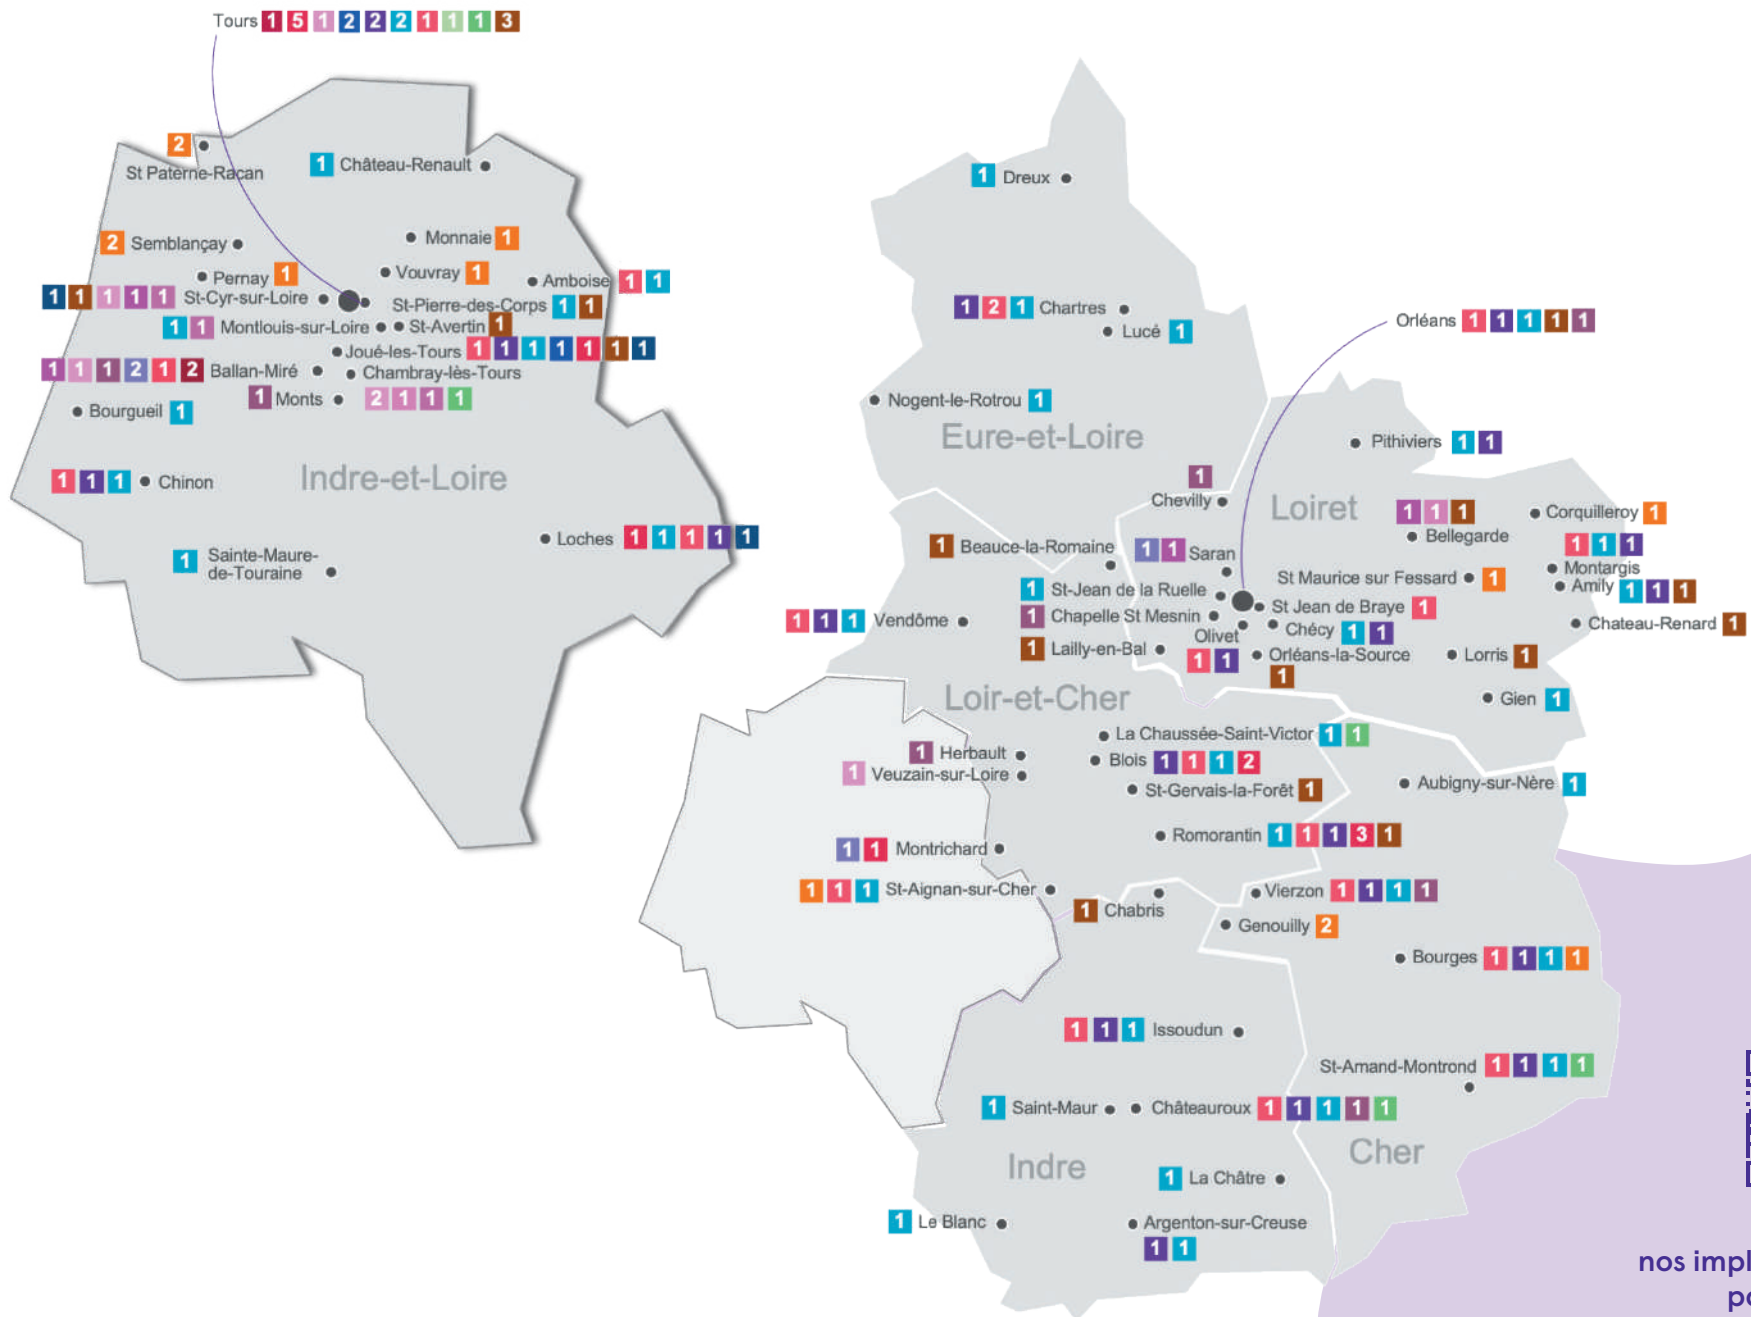 Tours 1 5 1 2 2 2 1 1 1 3
2
St Paterne-Racan
1 Château-Renault
2 Semblançay
Monnaie 1
Pernay 1
Vouvray 1
Amboise 1 1
1 1 1 1 1 St-Cyr-sur-Loire
St-Pierre-des-Corps 1 1
1 1 Montlouis-sur-Loire
St-Avertin 1
Joué-les-Tours 1 1 1 1 1 1 1
1 1 1 2 1 2 Ballan-Miré
Chambray-lès-Tours
2 1 1 1
1 Monts
Bourgueil 1
1 1 1 Chinon
Indre-et-Loire
Loches 1 1 1 1 1
1 Sainte-Maure-
de-Touraine
1 Dreux
1 2 1 Chartres
Lucé 1
Nogent-le-Rotrou 1
Eure-et-Loire
Orléans 1 1 1 1 1
Pithiviers 1 1
1
Chevilly
Loiret
1 1 1
Bellegarde
Corquilleroy 1
1 1 1
Montargis
1 Beauce-la-Romaine
1 1 Saran
St Maurice sur Fessard 1
Amily 1 1 1
1 St-Jean de la Ruelle
St Jean de Braye 1
1 1 1 Vendôme
1 Chapelle St Mesnin
Chécy 1 1
Chateau-Renard 1
Olivet
1 1
1 Lailly-en-Bal
Orléans-la-Source
1
Lorris 1
Gien 1
Loir-et-Cher
La Chaussée-Saint-Victor 1 1
1 Herbault
Blois 1 1 1 2
1 Veuzain-sur-Loire
St-Gervais-la-Forêt 1
Aubigny-sur-Nère 1
Romorantin 1 1 1 3 1
1 1 Montrichard
1 1 1 St-Aignan-sur-Cher
1 Chabris
Vierzon 1 1 1 1
Genouilly 2
Bourges 1 1 1 1
1 1 1 Issoudun
St-Amand-Montrond 1 1 1 1
1 Saint-Maur
Châteauroux 1 1 1 1 1
Cher
Indre
1 La Châtre
1 Le Blanc
Argenton-sur-Creuse
1 1
nos impl